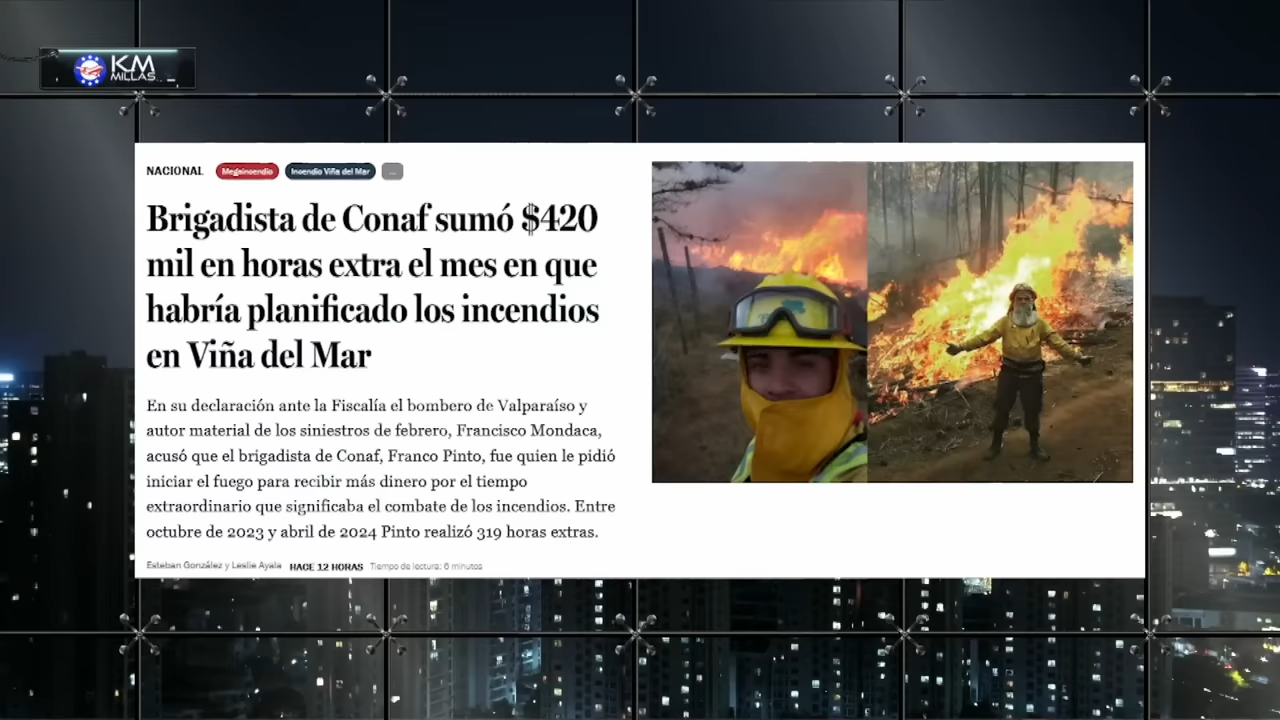 KM
MILLAS
NACIONAL Megaincendio Incendio Viña del Mar ...
Brigadista de Conaf sumó $420
mil en horas extra el mes en que
habría planificado los incendios
en Viña del Mar
En su declaración ante la Fiscalía el bombero de Valparaíso y
autor material de los siniestros de febrero, Francisco Mondaca,
acusó que el brigadista de Conaf, Franco Pinto, fue quien le pidió
iniciar el fuego para recibir más dinero por el tiempo
extraordinario que significaba el combate de los incendios. Entre
octubre de 2023 y abril de 2024 Pinto realizó 319 horas extras.
Esteban González y Leslie Ayala HACE 12 HORAS Tiempo de lectura: 6 minutos